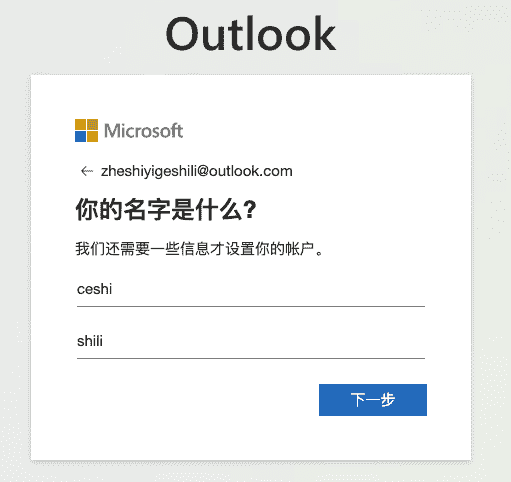 Outlook
Microsoft
← zheshiyigeshili@outlook.com
你的名字是什么?
我们还需要一些信息才设置你的帐户。
ceshi
shili
下一步